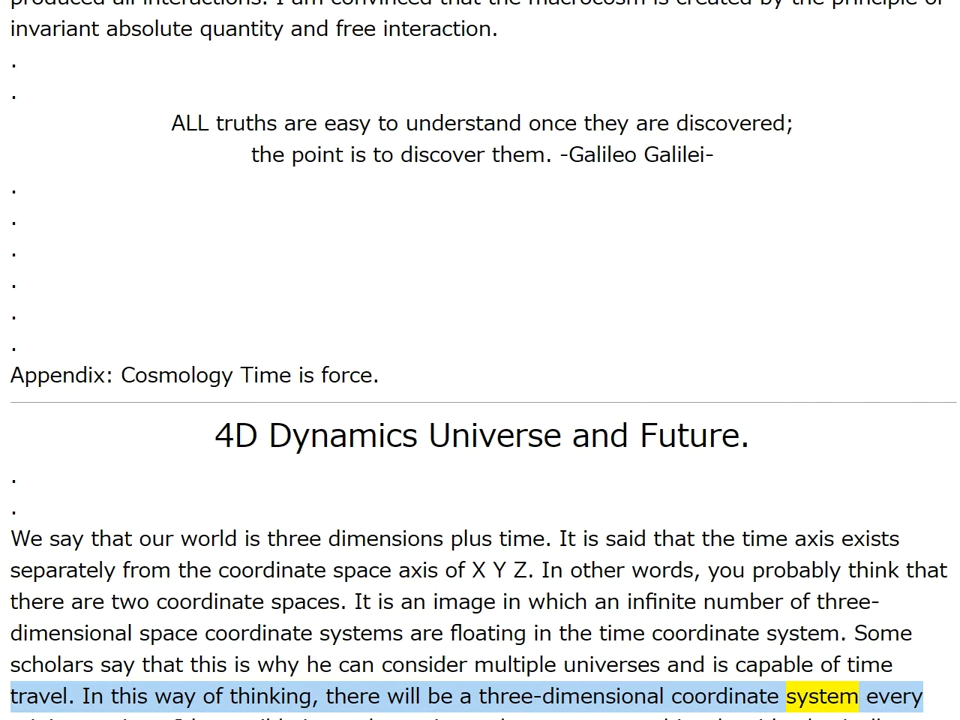 invariant absolute quantity and free interaction.
.
.
ALL truths are easy to understand once they are discovered;
the point is to discover them. -Galileo Galilei-
.
.
.
.
.
.
Appendix: Cosmology Time is force.
4D Dynamics Universe and Future.
.
.
We say that our world is three dimensions plus time. It is said that the time axis exists
separately from the coordinate space axis of X Y Z. In other words, you probably think that
there are two coordinate spaces. It is an image in which an infinite number of three-
dimensional space coordinate systems are floating in the time coordinate system. Some
scholars say that this is why he can consider multiple universes and is capable of time
travel. In this way of thinking, there will be a three-dimensional coordinate system every